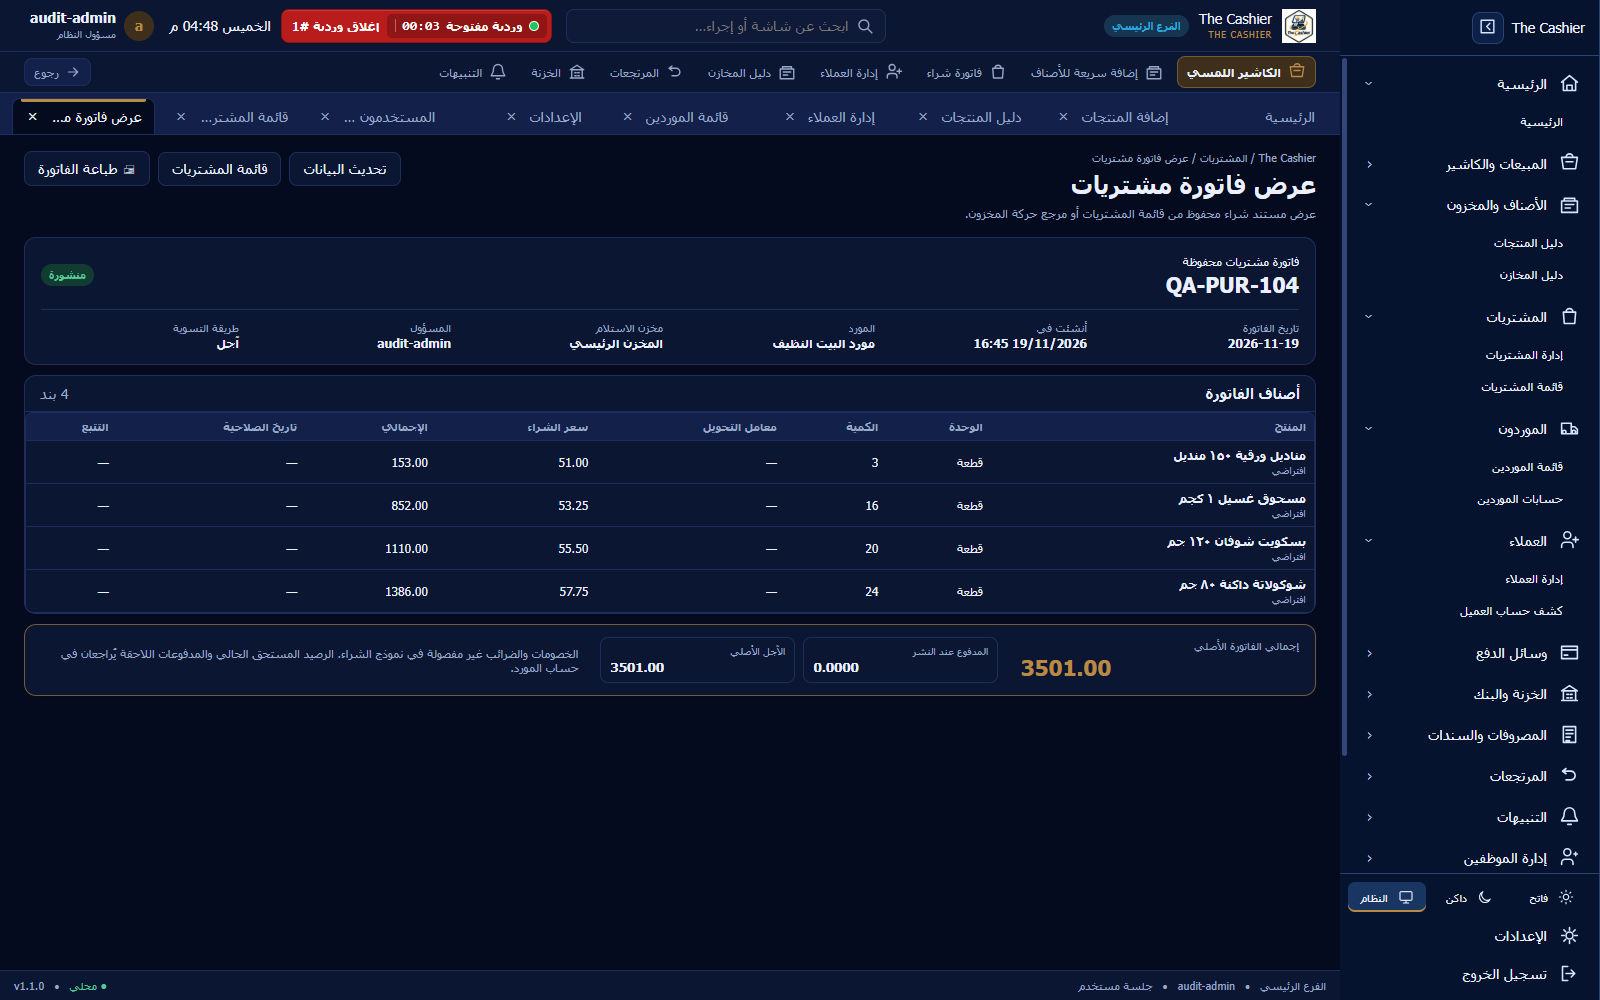 The Cashier
الرئيسية
الرئيسية
المبيعات والكاشير
الأصناف والمخزون
دليل المنتجات
دليل المخازن
المشتريات
إدارة المشتريات
قائمة المشتريات
الموردون
قائمة الموردين
حسابات الموردين
العملاء
إدارة العملاء
كشف حساب العميل
وسائل الدفع
الخزنة والبنك
المصروفات والسندات
المرتجعات
التنبيهات
إدارة الموظفين
فاتح
داكن
النظام
الإعدادات
تسجيل الخروج
The Cashier
THE CASHIER
الفرع الرئيسي
ابحث عن شاشة أو إجراء...
وردية مفتوحة 00:03 | إغلاق وردية #1
الخميس 04:48 م
a
audit-admin
مسؤول النظام
الكاشير اللمسي
إضافة سريعة للأصناف
فاتورة شراء
إدارة العملاء
دليل المخازن
المرتجعات
الخزنة
التنبيهات
رجوع
الرئيسية
إضافة المنتجات ×
دليل المنتجات ×
إدارة العملاء ×
قائمة الموردين ×
الإعدادات ×
المستخدمون ... ×
قائمة المشتر... ×
عرض فاتورة م... ×
The Cashier / المشتريات / عرض فاتورة مشتريات
عرض فاتورة مشتريات
عرض مستند شراء محفوظ من قائمة المشتريات أو مرجع حركة المخزون.
تحديث البيانات
قائمة المشتريات
طباعة الفاتورة
فاتورة مشتريات محفوظة
QA-PUR-104
منشورة
تاريخ الفاتورة
2026-11-19
أنشئت في
19/11/2026 16:45
المورد
مورد البيت النظيف
مخزن الاستلام
المخزن الرئيسي
المسؤول
audit-admin
طريقة التسوية
آجل
أصناف الفاتورة
4 بند
المنتج الوحدة الكمية معامل التحويل سعر الشراء الإجمالي تاريخ الصلاحية التتبع
مناديل ورقية ١٥٠ منديل قطعة 3 — 51.00 153.00 — —
افتراضي
مسحوق غسيل ١ كجم قطعة 16 — 53.25 852.00 — —
افتراضي
بسكويت شوفان ١٢٠ جم قطعة 20 — 55.50 1110.00 — —
افتراضي
شوكولاتة داكنة ٨٠ جم قطعة 24 — 57.75 1386.00 — —
افتراضي
إجمالي الفاتورة الأصلي
3501.00
المدفوع عند النشر
0.0000
الآجل الأصلي
3501.00
الخصومات والضرائب غير مفصولة في نموذج الشراء. الرصيد المستحق الحالي والمدفوعات اللاحقة يُراجعان في
حساب المورد.
الفرع الرئيسي • audit-admin • جلسة مستخدم
محلي • v1.1.0